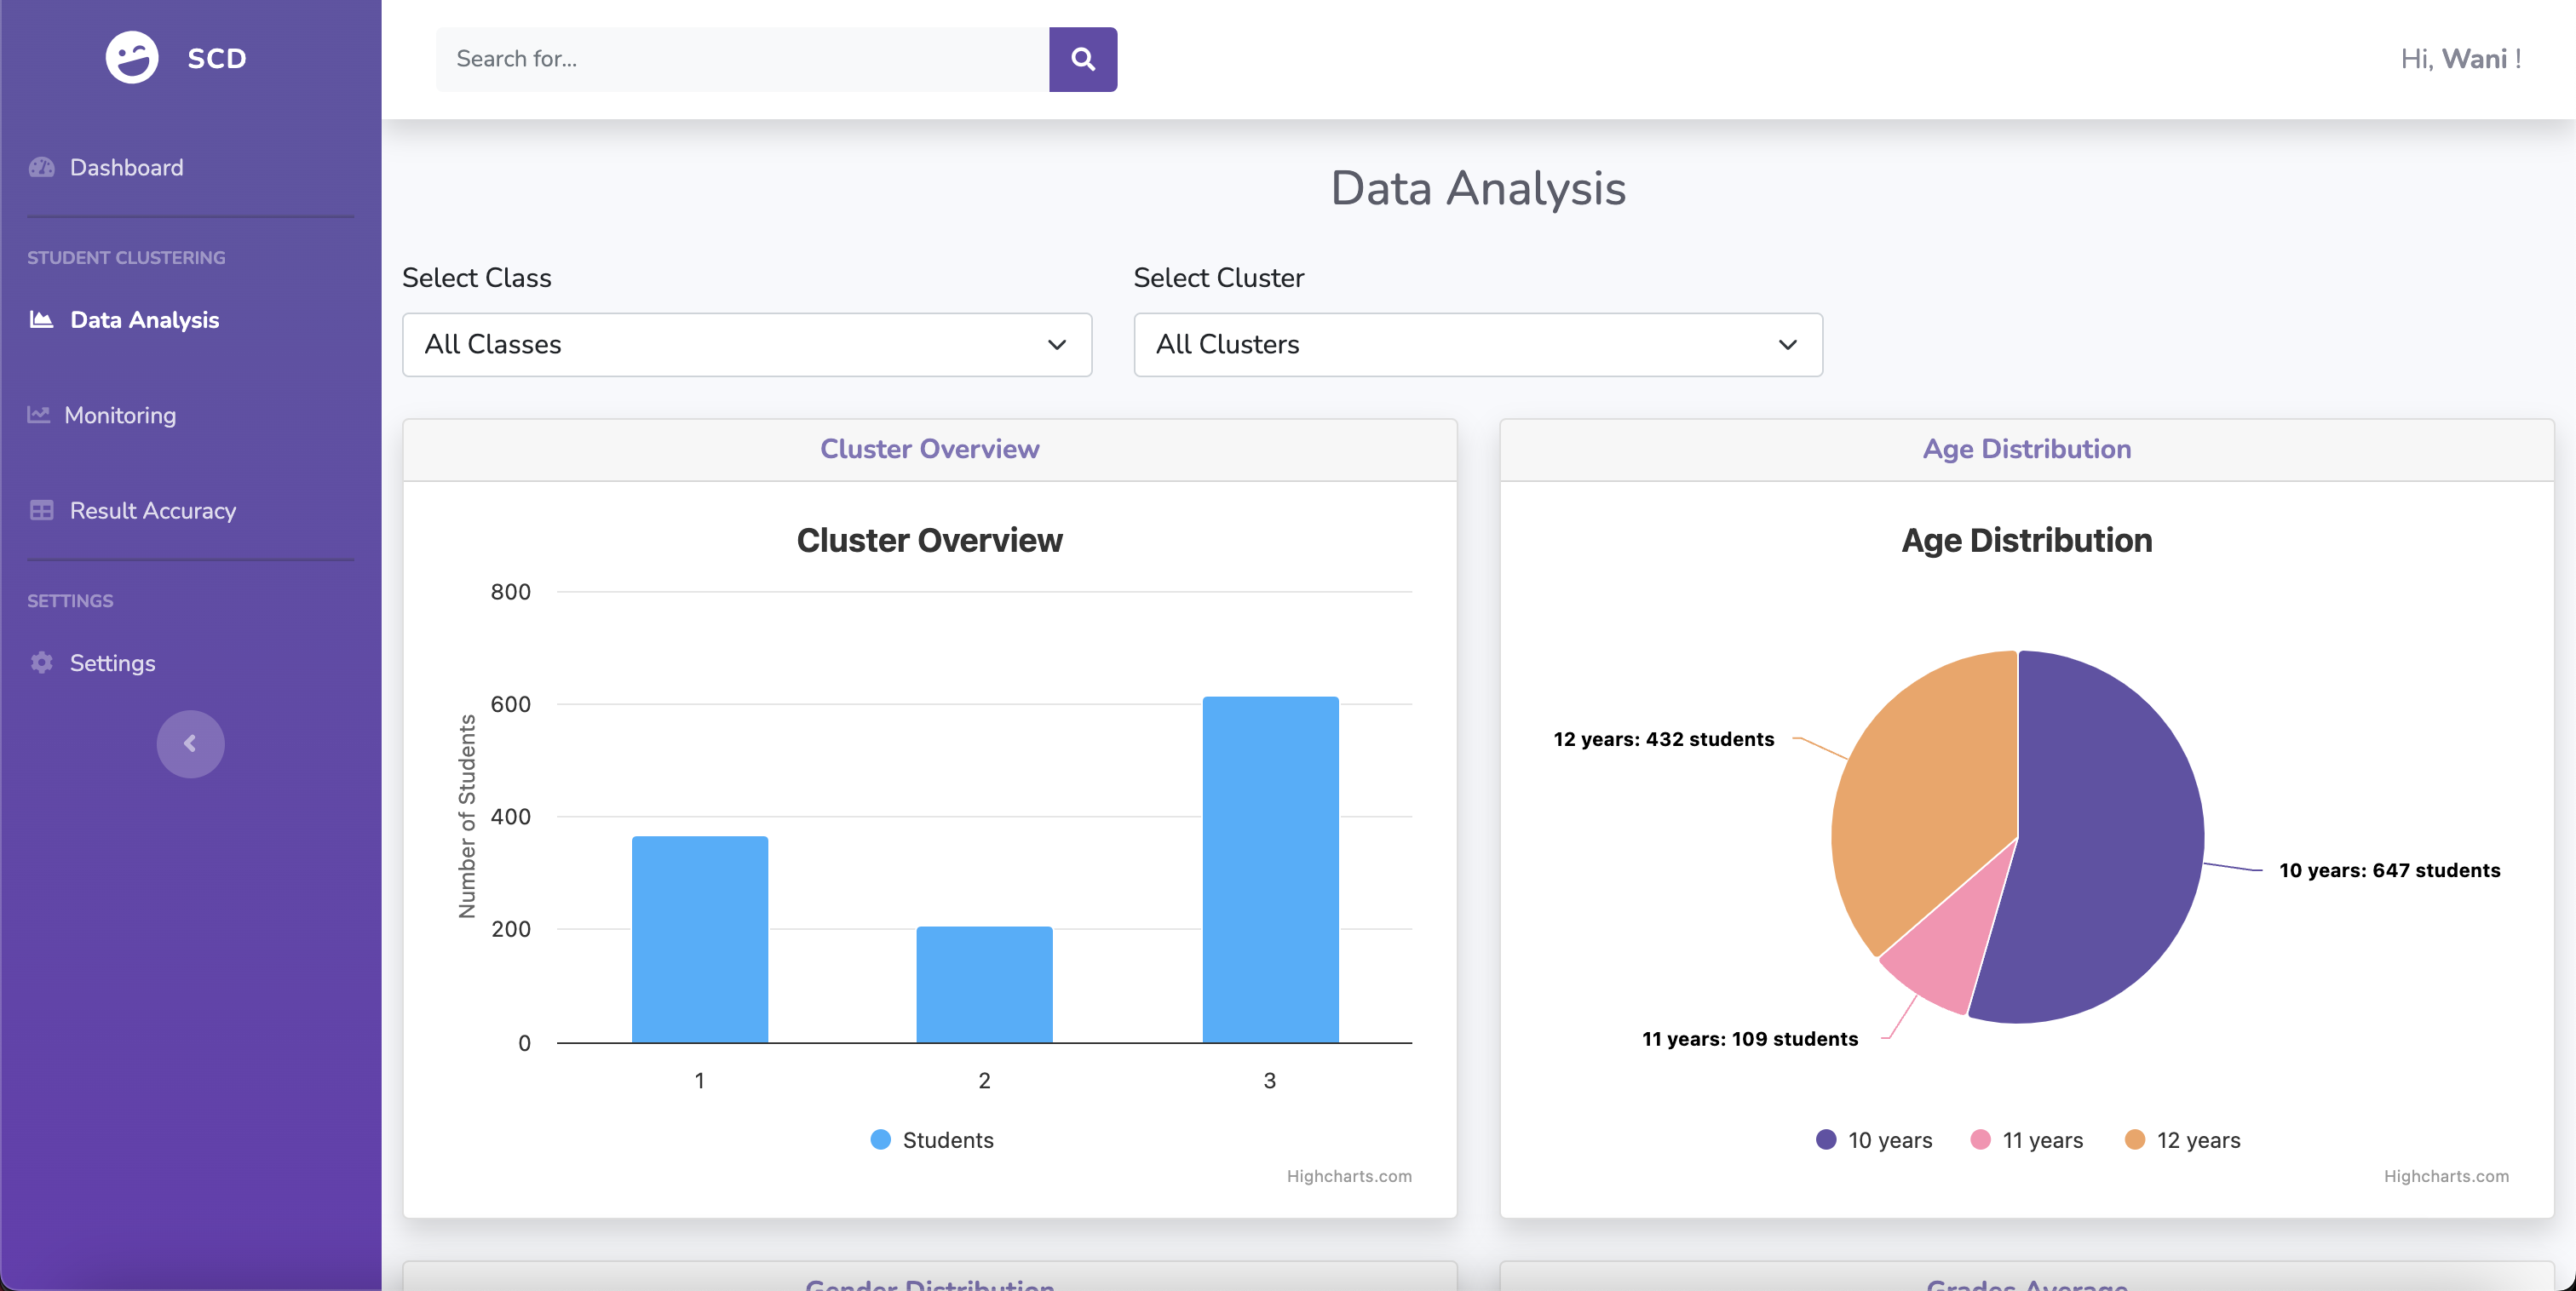 SCD
Search for...
Hi, Wani !
Dashboard
STUDENT CLUSTERING
Data Analysis
Monitoring
Result Accuracy
SETTINGS
Settings
Data Analysis
Select Class
Select Cluster
All Classes
All Clusters
Cluster Overview
Cluster Overview
800
600
400
200
0
Number of Students
1
2
3
Students
Highcharts.com
Age Distribution
Age Distribution
12 years: 432 students
10 years: 647 students
11 years: 109 students
10 years
11 years
12 years
Highcharts.com
Gender Distribution
Grades Average